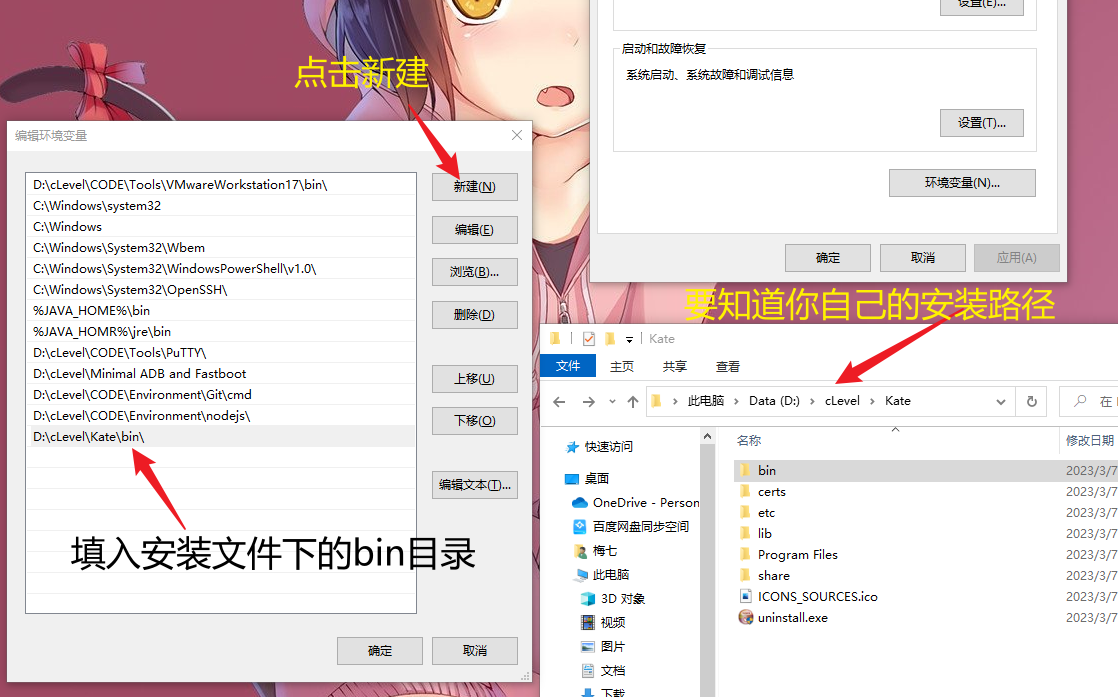 点击新建
编辑环境变量
D:\cLevel\CODE\Tools\VMwareWorkstation17\bin\
C:\Windows\system32
C:\Windows
C:\Windows\System32\Wbem
C:\Windows\System32\WindowsPowerShell\v1.0\
C:\Windows\System32\OpenSSH\
%JAVA_HOME%\bin
%JAVA_HOMR%\jre\bin
D:\cLevel\CODE\Tools\PuTTY\
D:\cLevel\Minimal ADB and Fastboot
D:\cLevel\CODE\Environment\Git\cmd
D:\cLevel\CODE\Environment\nodejs\
D:\cLevel\Kate\bin\
新建(N)
编辑(E)
浏览(B)...
删除(D)
上移(U)
下移(O)
编辑文本(T)...
填入安装文件下的bin目录
确定
取消
设置(E)...
启动和故障恢复
系统启动、系统故障和调试信息
设置(T)...
环境变量(N)...
确定
取消
应用(A)
要知道你自己的安装路径
Kate
文件
主页
共享
查看
此电脑
Data (D:)
cLevel
Kate
在
快速访问
桌面
OneDrive - Person
百度网盘同步空间
梅七
此电脑
3D 对象
视频
图片
文档
下载
名称
修改日期
bin
2023/3/7
certs
2023/3/7
etc
2023/3/7
lib
2023/3/7
Program Files
2023/3/7
share
2023/3/7
ICONS_SOURCES.ico
2023/3/7
uninstall.exe
2023/3/7